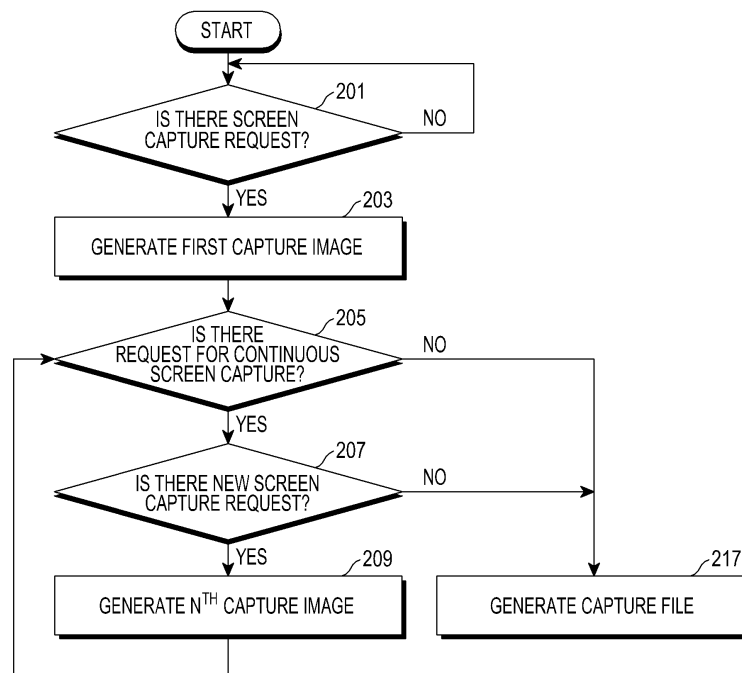 START
201
IS THERE SCREEN
CAPTURE REQUEST?
NO
YES
203
GENERATE FIRST CAPTURE IMAGE
205
IS THERE
REQUEST FOR CONTINUOUS
SCREEN CAPTURE?
NO
YES
207
IS THERE NEW SCREEN
CAPTURE REQUEST?
NO
YES
209
GENERATE NTH CAPTURE IMAGE
217
GENERATE CAPTURE FILE